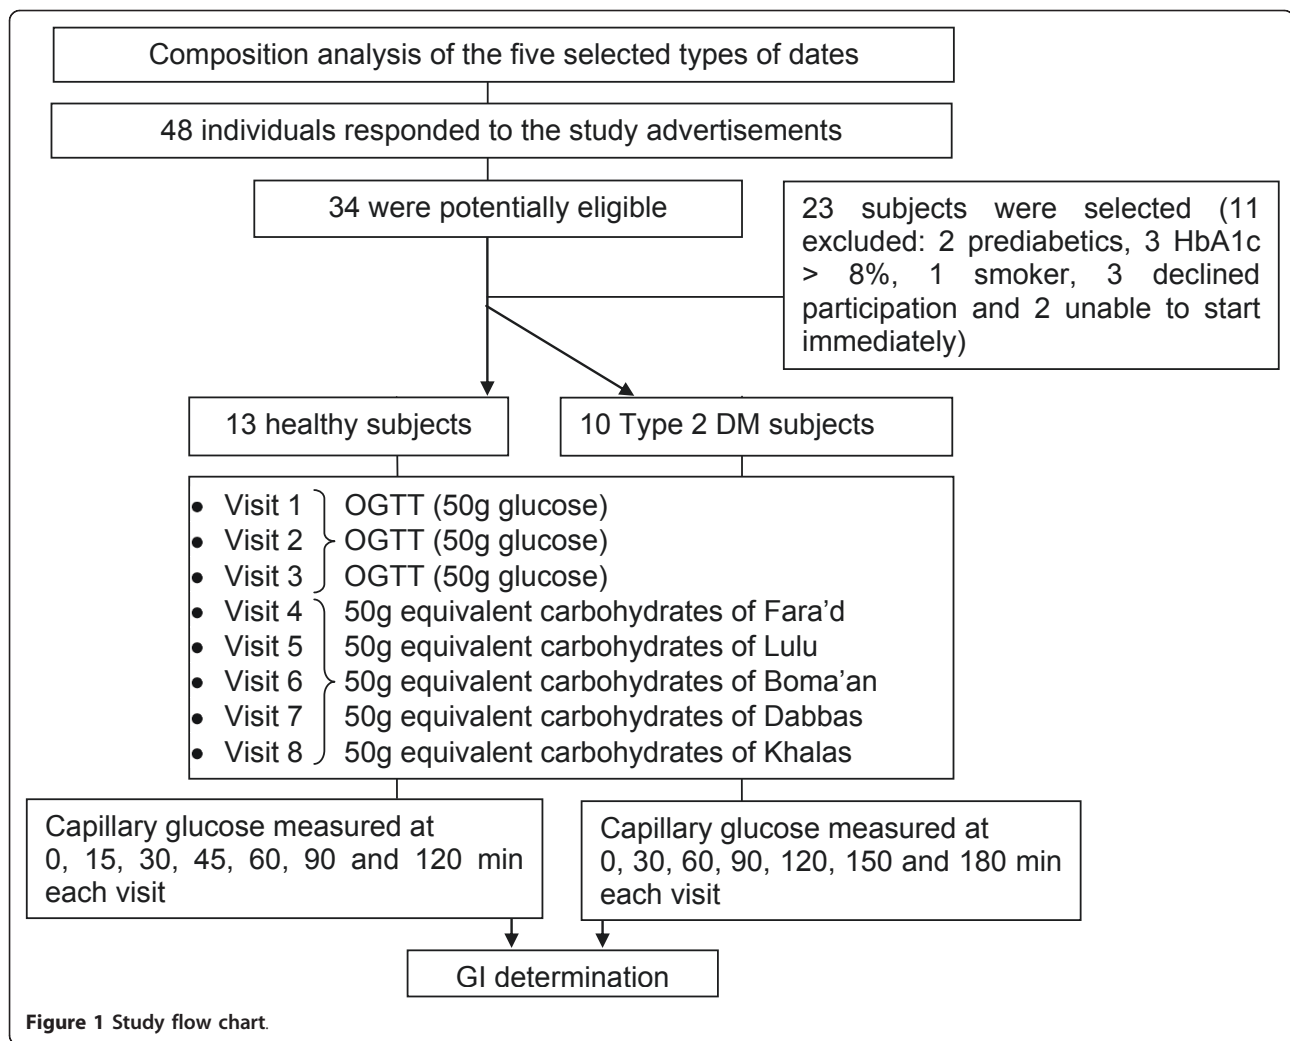 Composition analysis of the five selected types of dates
48 individuals responded to the study advertisements
34 were potentially eligible
23 subjects were selected (11
excluded: 2 prediabetics, 3 HbA1c
> 8%, 1 smoker, 3 declined
participation and 2 unable to start
immediately)
13 healthy subjects
10 Type 2 DM subjects
• Visit 1 OGTT (50g glucose)
• Visit 2 OGTT (50g glucose)
• Visit 3 OGTT (50g glucose)
• Visit 4 50g equivalent carbohydrates of Fara’d
• Visit 5 50g equivalent carbohydrates of Lulu
• Visit 6 50g equivalent carbohydrates of Boma’an
• Visit 7 50g equivalent carbohydrates of Dabbas
• Visit 8 50g equivalent carbohydrates of Khalas
Capillary glucose measured at
0, 15, 30, 45, 60, 90 and 120 min
each visit
Capillary glucose measured at
0, 30, 60, 90, 120, 150 and 180 min
each visit
GI determination
Figure 1 Study flow chart.